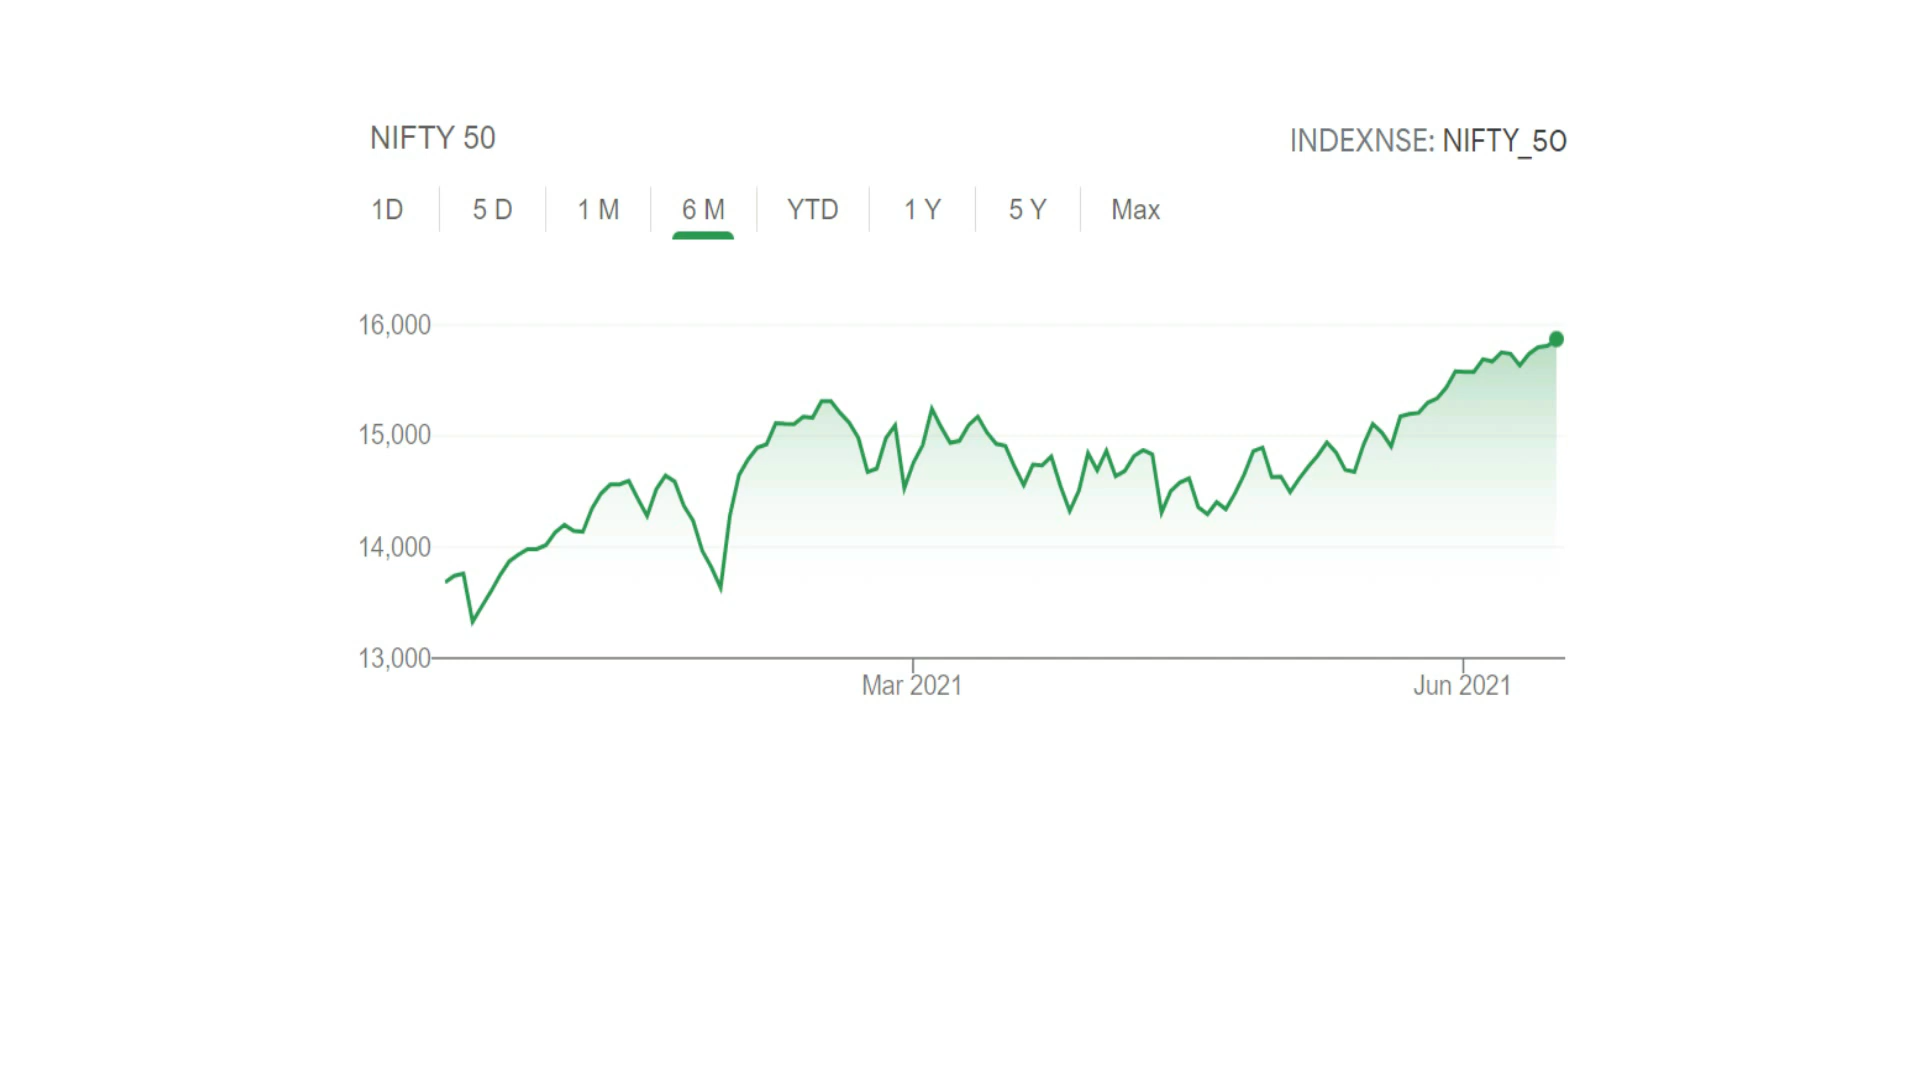 NIFTY 50
INDEXNSE: NIFTY_50
1D 5 D 1 M 6 M YTD 1 Y 5 Y Max
16,000
15,000
14,000
13,000
Mar 2021 Jun 2021